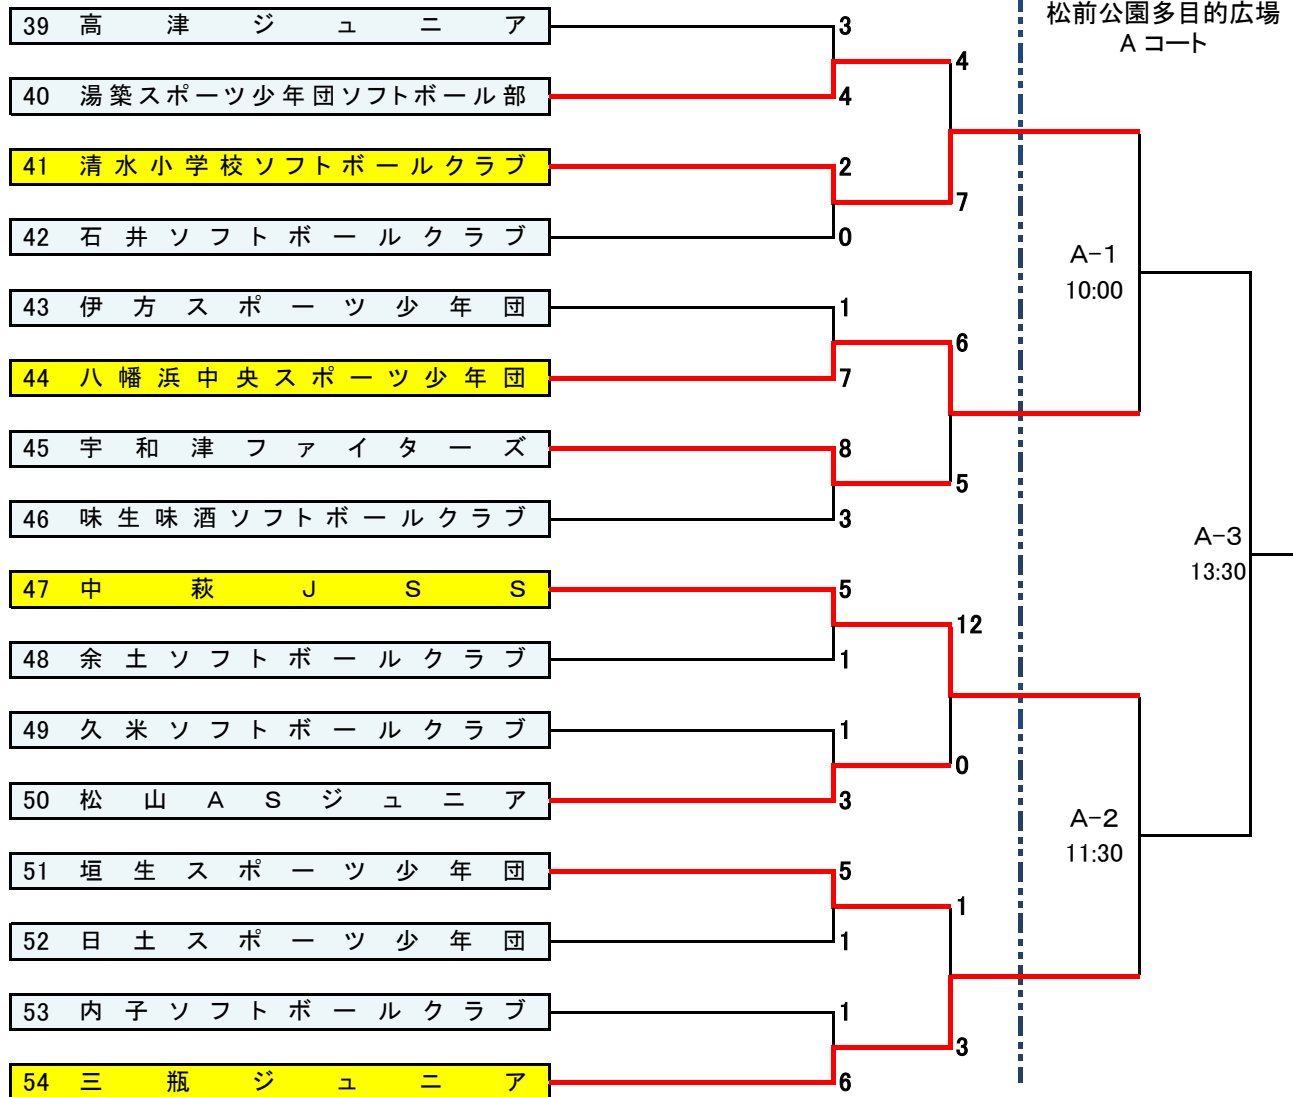 松前公園多目的広場
A コート
39 高津ジュニア 3
4
40 湯築スポーツ少年団ソフトボール部 4
41 清水小学校ソフトボールクラブ 2
7
42 石井ソフトボールクラブ 0
A-1
10:00
43 伊方スポーツ少年団 1
6
44 八幡浜中央スポーツ少年団 7
45 宇和津ファイターズ 8
5
46 味生味酒ソフトボールクラブ 3
A-3
13:30
47 中萩JSS 5
12
48 余土ソフトボールクラブ 1
49 久米ソフトボールクラブ 1
0
50 松山ASジュニア 3
A-2
11:30
51 垣生スポーツ少年団 5
1
52 日土スポーツ少年団 1
53 内子ソフトボールクラブ 1
3
54 三瓶ジュニア 6